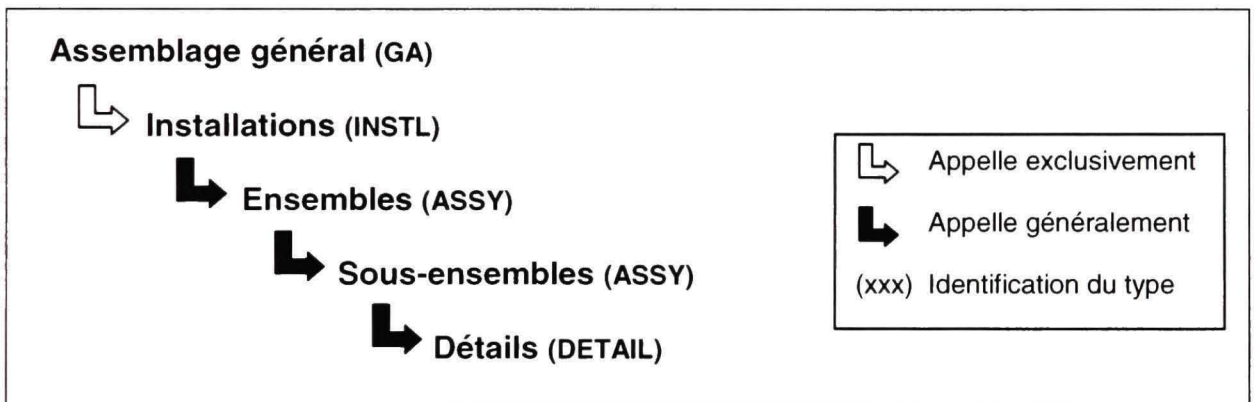 Assemblage général (GA)
Installations (INSTL)
Ensembles (ASSY)
Sous-ensembles (ASSY)
Détails (DETAIL)
Appelle exclusivement
Appelle généralement
(xxx) Identification du type